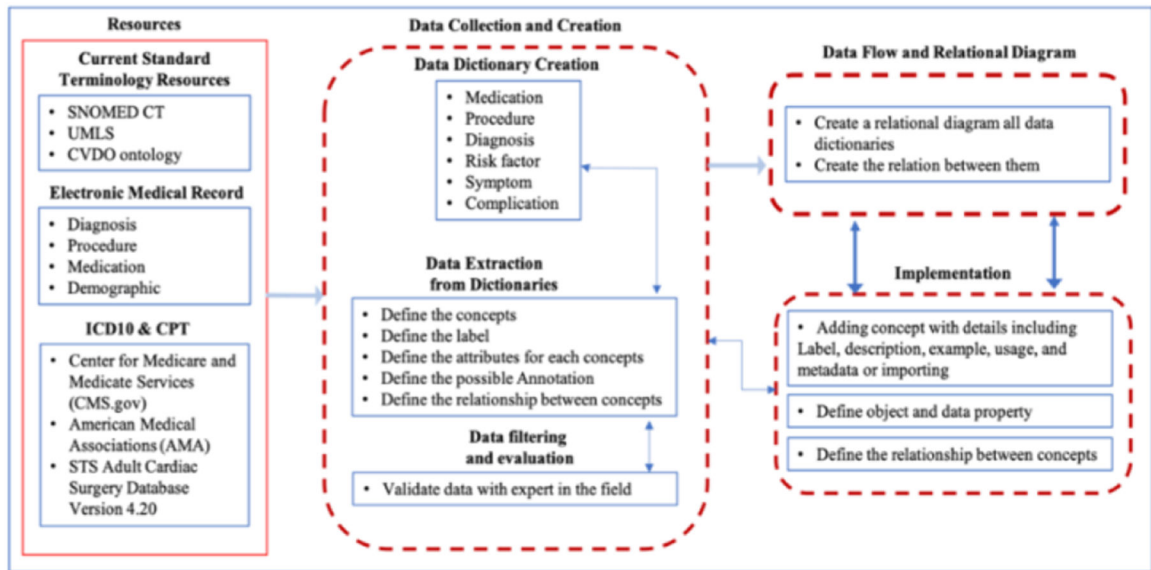 Resources
Current Standard
Terminology Resources
• SNOMED CT
• UMLS
• CVDO ontology
Electronic Medical Record
• Diagnosis
• Procedure
• Medication
• Demographic
ICD10 & CPT
• Center for Medicare and
Medicate Services
(CMS.gov)
• American Medical
Associations (AMA)
• STS Adult Cardiac
Surgery Database
Version 4.20
Data Collection and Creation
Data Dictionary Creation
• Medication
• Procedure
• Diagnosis
• Risk factor
• Symptom
• Complication
Data Extraction
from Dictionaries
• Define the concepts
• Define the label
• Define the attributes for each concepts
• Define the possible Annotation
• Define the relationship between concepts
Data filtering
and evaluation
• Validate data with expert in the field
Data Flow and Relational Diagram
• Create a relational diagram all data
dictionaries
• Create the relation between them
Implementation
• Adding concept with details including
Label, description, example, usage, and
metadata or importing
• Define object and data property
• Define the relationship between concepts